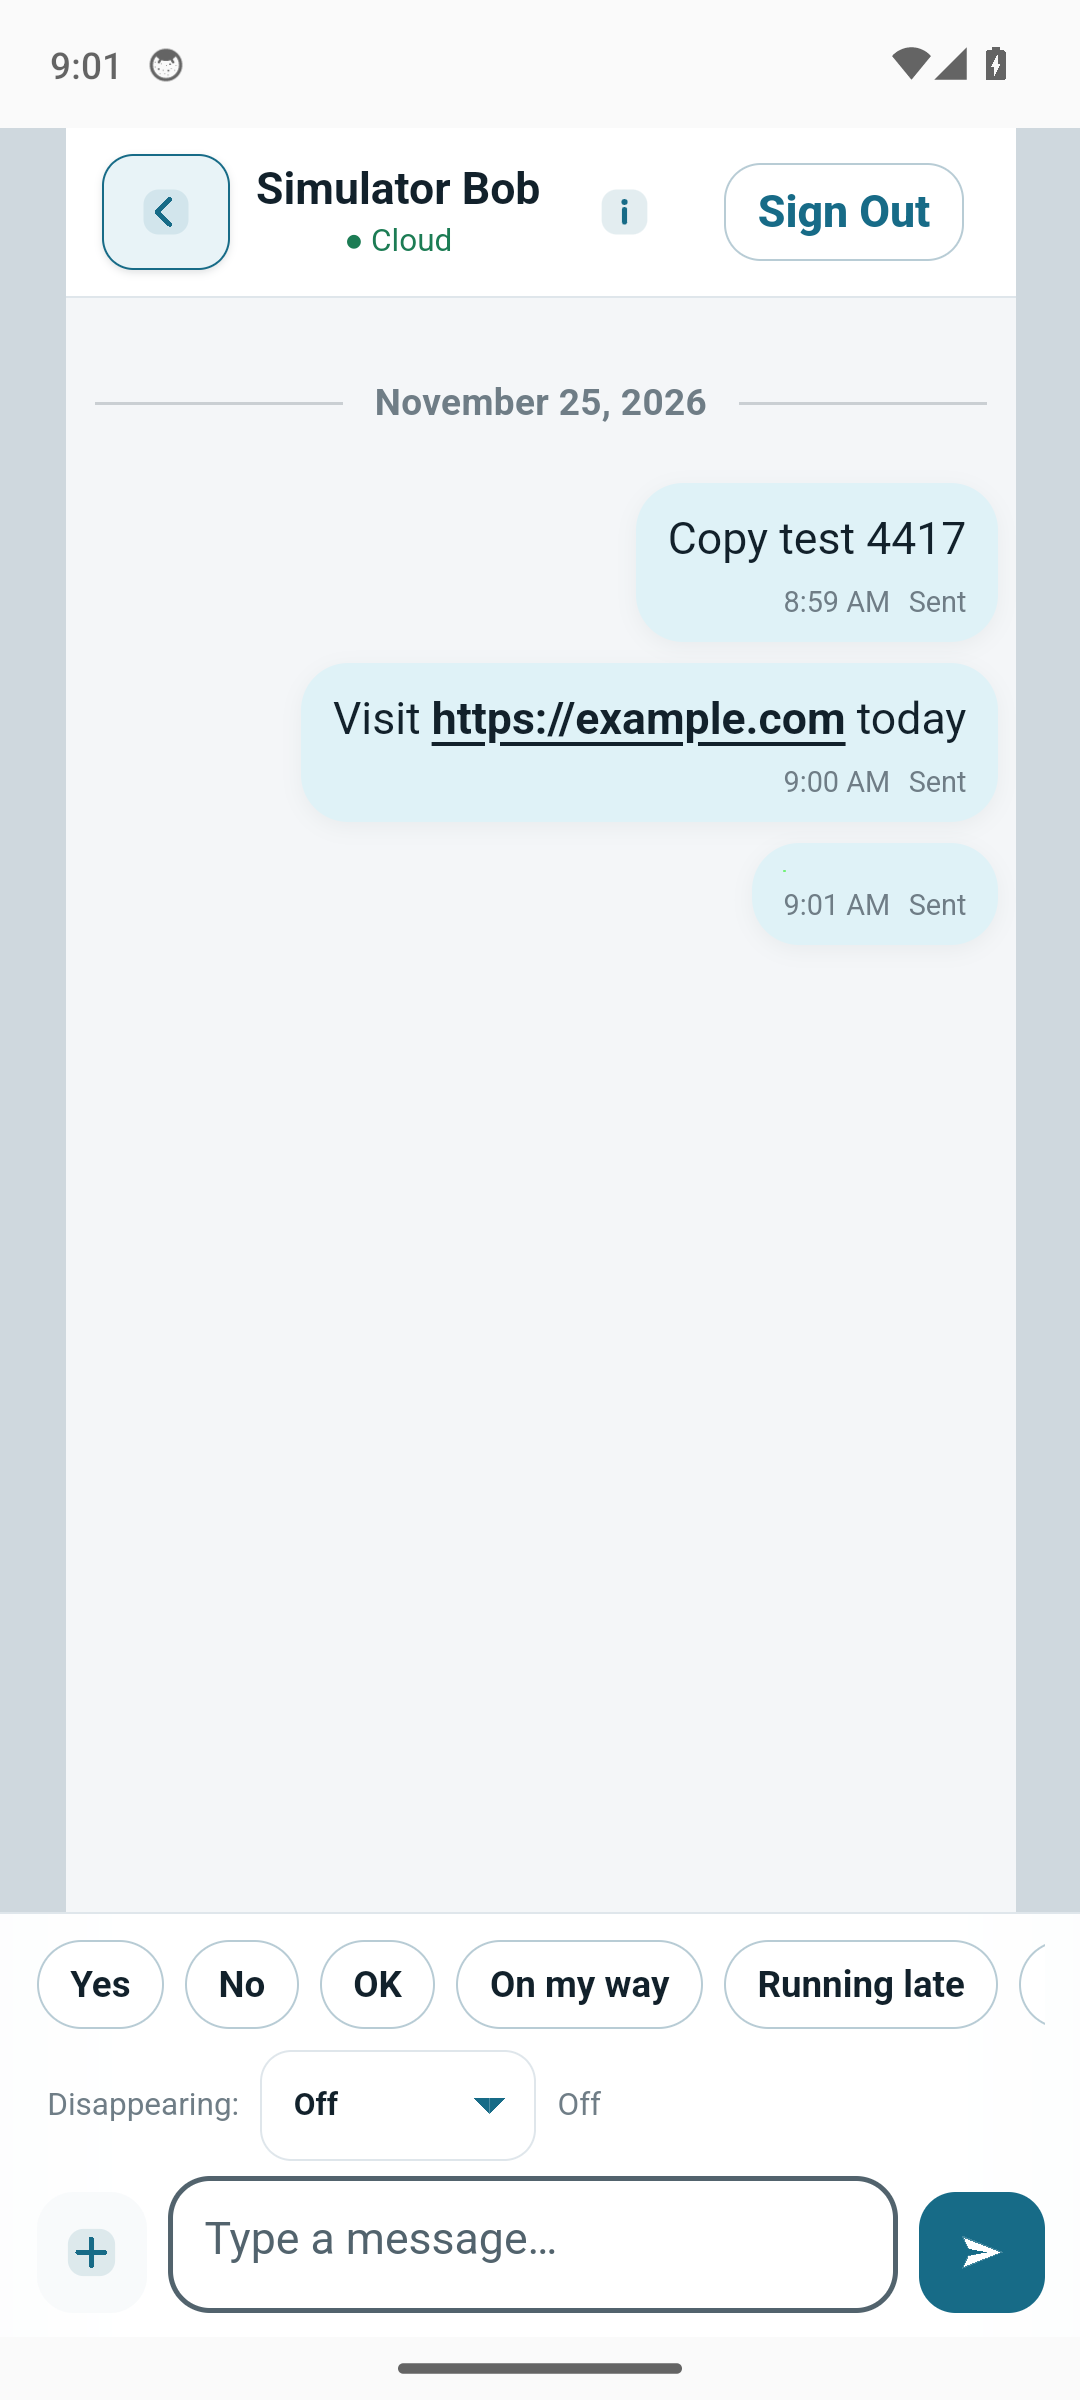 9:01
Simulator Bob
Cloud
Sign Out
November 25, 2026
Copy test 4417
8:59 AM Sent
Visit https://example.com today
9:00 AM Sent
9:01 AM Sent
Yes
No
OK
On my way
Running late
Disappearing:
Off
Off
Type a message…